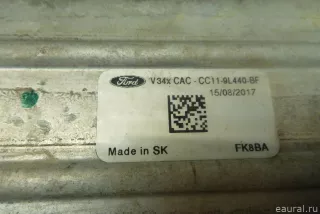 Ford V34x CAC - CC11-9L440-BF
15/08/2017
Made in SK FK8BA
eaural.ru